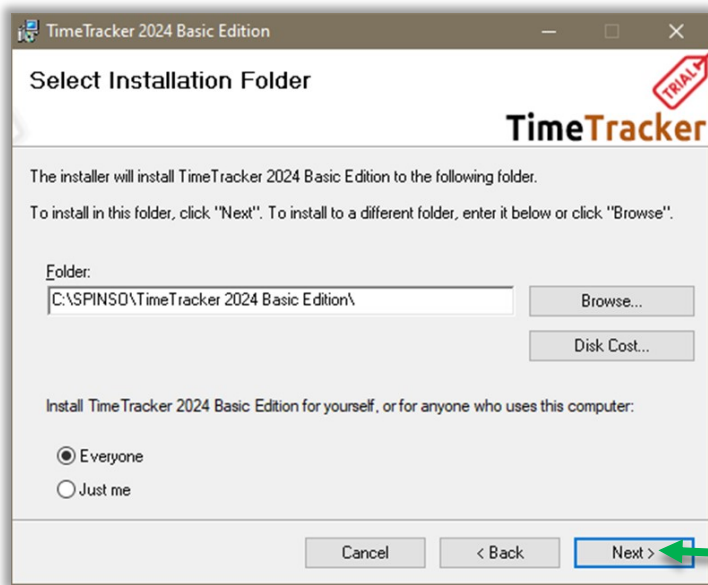 TimeTracker 2024 Basic Edition
Select Installation Folder
TRIAL
TimeTracker
The installer will install TimeTracker 2024 Basic Edition to the following folder.
To install in this folder, click "Next". To install to a different folder, enter it below or click "Browse".
Folder:
C:\SPINSO\TimeTracker 2024 Basic Edition\
Browse...
Disk Cost...
Install TimeTracker 2024 Basic Edition for yourself, or for anyone who uses this computer:
Everyone
Just me
Cancel
< Back
Next >